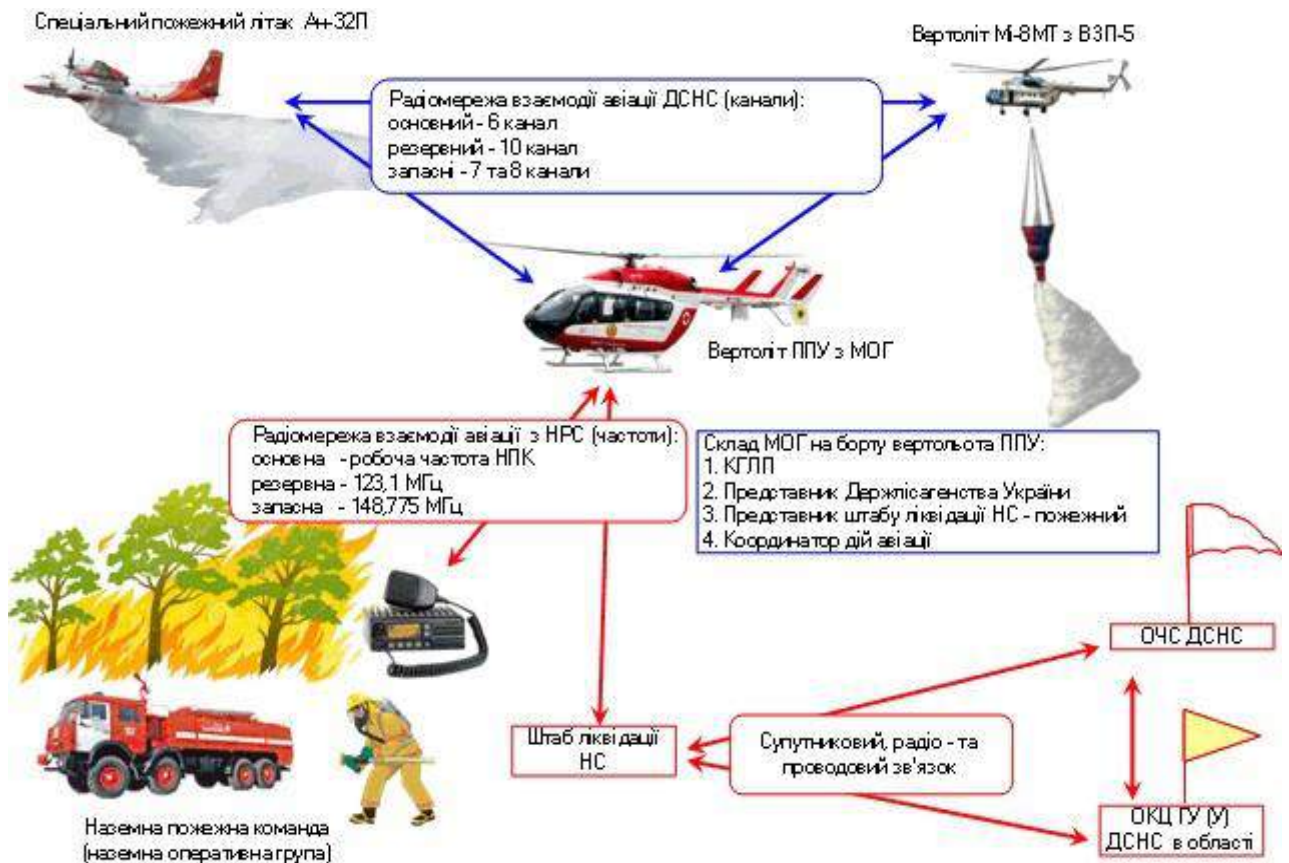 Спеціальний пожежний літак Ан-32П
Вертоліт Мі-8МТ з ВЗП-5
Радіомережа взаємодії авіації ДСНС (канали):
основний - 6 канал
резервний - 10 канал
запасні - 7 та 8 канали
Вертоліт ППУ з МОГ
Радіомережа взаємодії авіації з НРС (частоти):
основна - робоча частота НПК
резервна - 123,1 МГц
запасна - 148,775 МГц
Склад МОГ на борту вертольота ППУ:
1. КГЛП
2. Представник Держлісагенства України
3. Представник штабу ліквідації НС - пожежний
4. Координатор дій авіації
ОЧС ДСНС
Штаб ліквідації
НС
Супутниковий, радіо - та
проводовий зв'язок
ОКЦ ГУ (У)
ДСНС в області
Наземна пожежна команда
(наземна оперативна група)